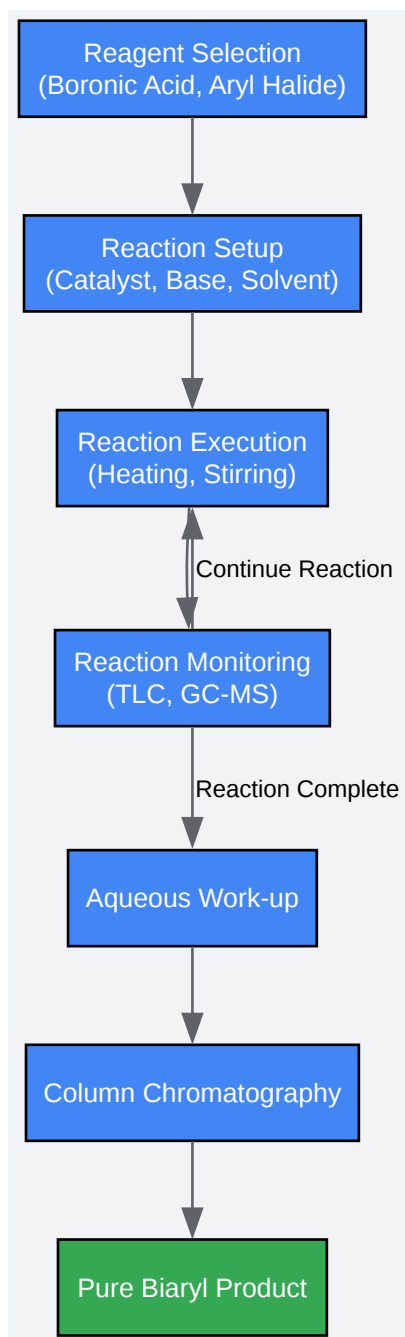 Reagent Selection
(Boronic Acid, Aryl Halide)
Reaction Setup
(Catalyst, Base, Solvent)
Reaction Execution
(Heating, Stirring)
Continue Reaction
Reaction Monitoring
(TLC, GC-MS)
Reaction Complete
Aqueous Work-up
Column Chromatography
Pure Biaryl Product